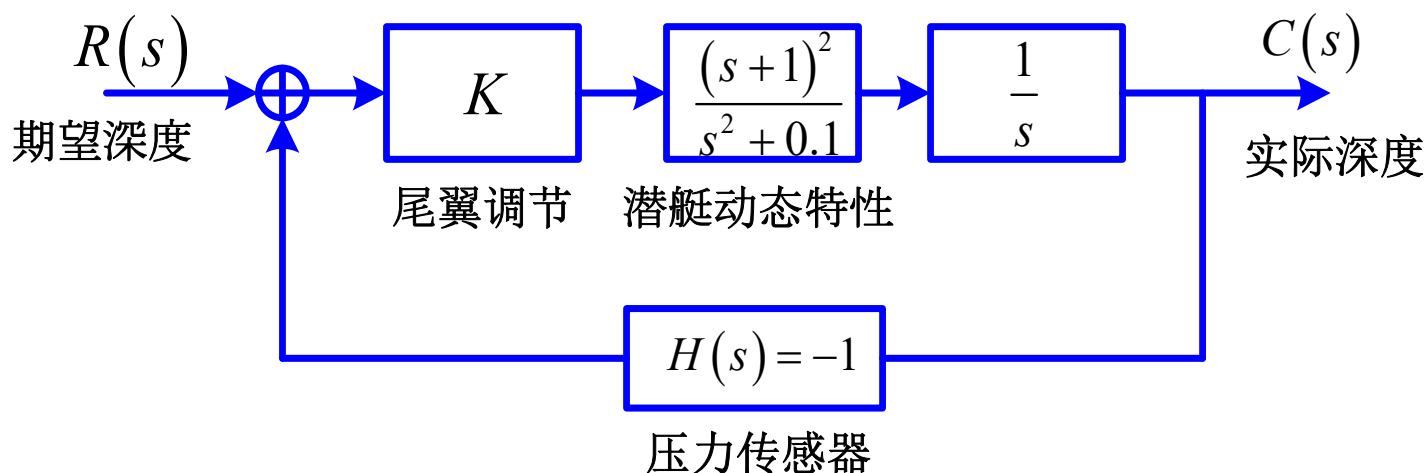 R(s)
期望深度
K
尾翼调节
(s+1)²
s²+0.1
潜艇动态特性
1
s
C(s)
实际深度
H(s)=−1
压力传感器